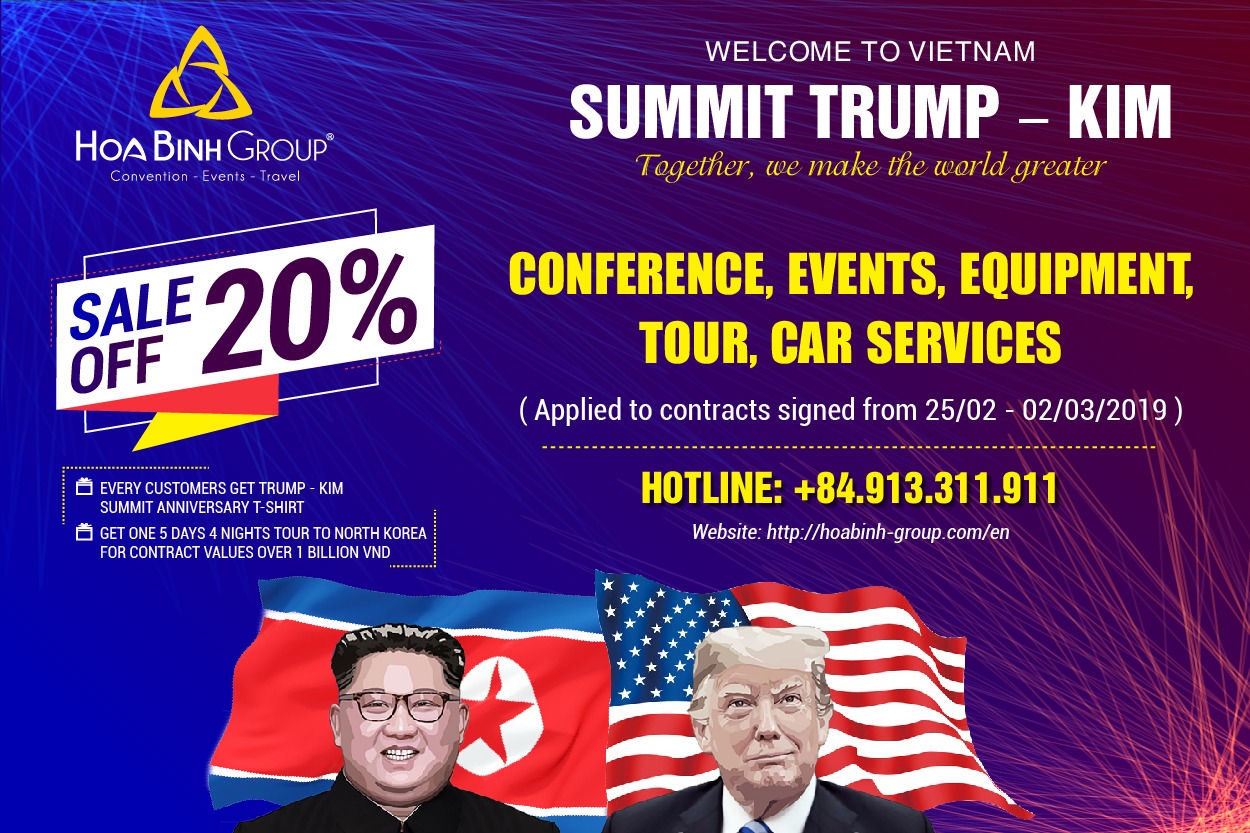 HOA BINH GROUP®
Convention - Events - Travel
WELCOME TO VIETNAM
SUMMIT TRUMP – KIM
Together, we make the world greater
SALE
OFF
20%
EVERY CUSTOMERS GET TRUMP - KIM
SUMMIT ANNIVERSARY T-SHIRT
GET ONE 5 DAYS 4 NIGHTS TOUR TO NORTH KOREA
FOR CONTRACT VALUES OVER 1 BILLION VND
CONFERENCE, EVENTS, EQUIPMENT,
TOUR, CAR SERVICES
( Applied to contracts signed from 25/02 - 02/03/2019 )
HOTLINE: +84.913.311.911
Website: http://hoabinh-group.com/en